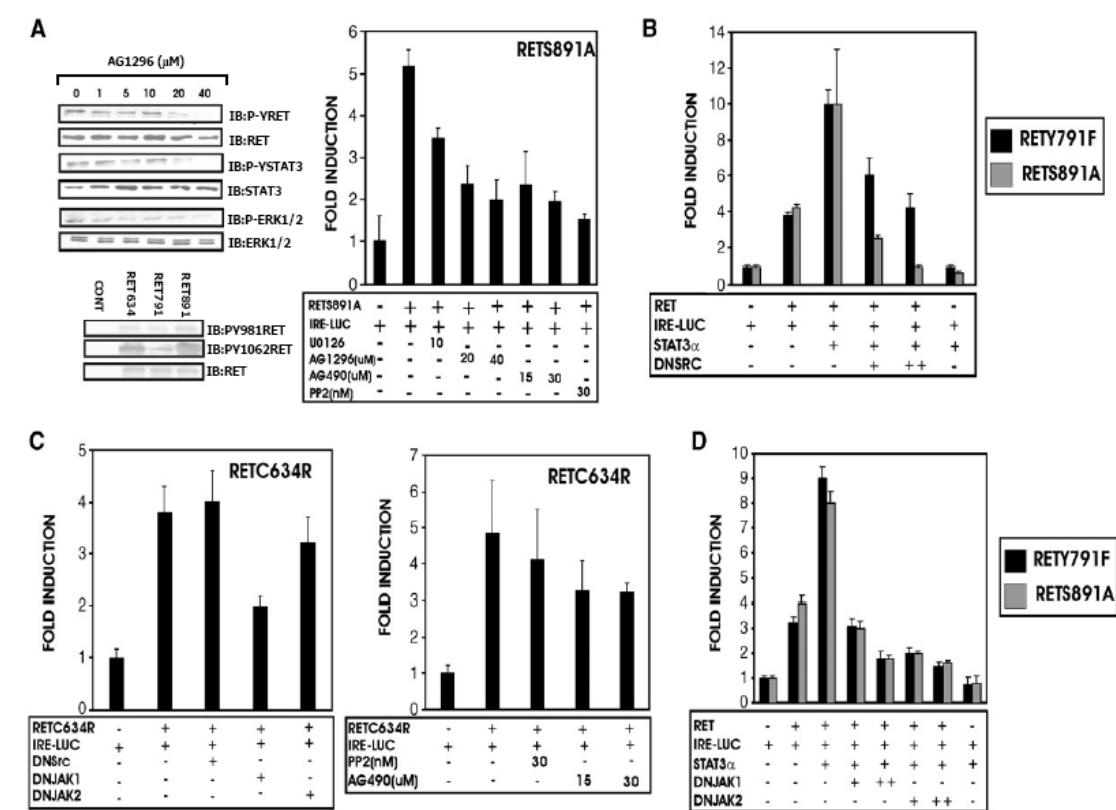 A
AG1296 (µM)
0 1 5 10 20 40
IB:P-YRET
IB:RET
IB:P-YSTAT3
IB:STAT3
IB:P-ERK1/2
IB:ERK1/2
CONT RET634 RET791 RET891
IB:PY981RET
IB:PY1062RET
IB:RET
RETS891A
FOLD INDUCTION
6
5
4
3
2
1
0
RETS891A - + + + + + + +
IRE-LUC + + + + + + + +
U0126 - - 10 - - - - -
AG1296(uM) - - - 20 40 - - -
AG490(uM) - - - - - 15 30 -
PP2(nM) - - - - - - - 30
B
FOLD INDUCTION
14
12
10
8
6
4
2
0
RETY791F
RETS891A
RET - + + + + -
IRE-LUC + + + + + +
STAT3α - - + + + +
DNSRC - - - + ++ -
C
RETC634R
FOLD INDUCTION
5
4
3
2
1
0
RETC634R - + + + +
IRE-LUC + + + + +
DNSrc - - + - -
DNJAK1 - - - + -
DNJAK2 - - - - +
RETC634R
FOLD INDUCTION
7
6
5
4
3
2
1
0
RETC634R - + + + +
IRE-LUC + + + + +
PP2(nM) - - 30 - -
AG490(uM) - - - 15 30
D
FOLD INDUCTION
10
9
8
7
6
5
4
3
2
1
0
RETY791F
RETS891A
RET - + + + + + + -
IRE-LUC + + + + + + + +
STAT3α - - + + + + + +
DNJAK1 - - - + ++ - - -
DNJAK2 - - - - - + ++ -